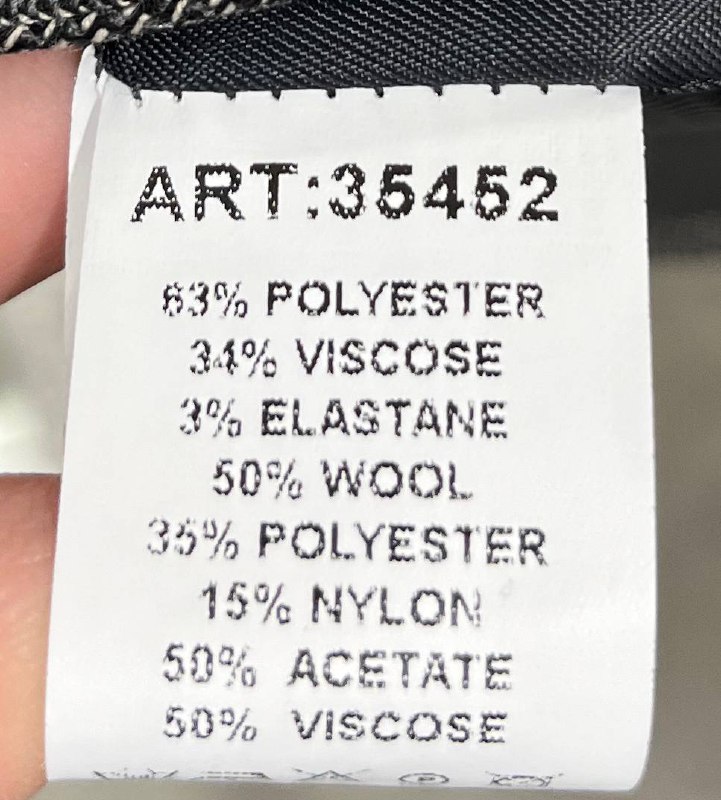 ART:35452
63% POLYESTER
34% VISCOSE
3% ELASTANE
50% WOOL
35% POLYESTER
15% NYLON
50% ACETATE
50% VISCOSE